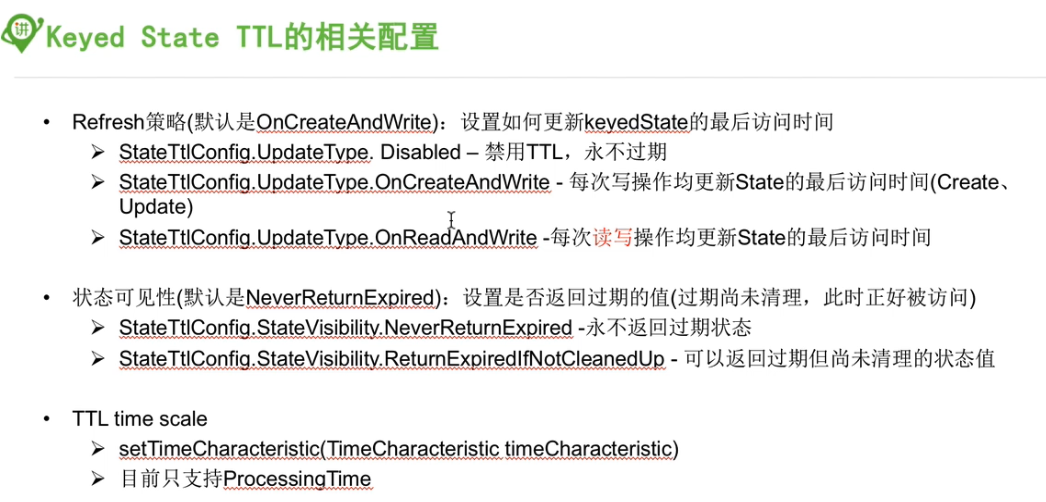 讲
Keyed State TTL的相关配置
• Refresh策略(默认是OnCreateAndWrite)：设置如何更新keyedState的最后访问时间
➢ StateTtlConfig.UpdateType. Disabled – 禁用TTL，永不过期
➢ StateTtlConfig.UpdateType.OnCreateAndWrite - 每次写操作均更新State的最后访问时间(Create、
Update)
➢ StateTtlConfig.UpdateType.OnReadAndWrite -每次读写操作均更新State的最后访问时间
• 状态可见性(默认是NeverReturnExpired)：设置是否返回过期的值(过期尚未清理，此时正好被访问)
➢ StateTtlConfig.StateVisibility.NeverReturnExpired -永不返回过期状态
➢ StateTtlConfig.StateVisibility.ReturnExpiredIfNotCleanedUp - 可以返回过期但尚未清理的状态值
• TTL time scale
➢ setTimeCharacteristic(TimeCharacteristic timeCharacteristic)
➢ 目前只支持ProcessingTime